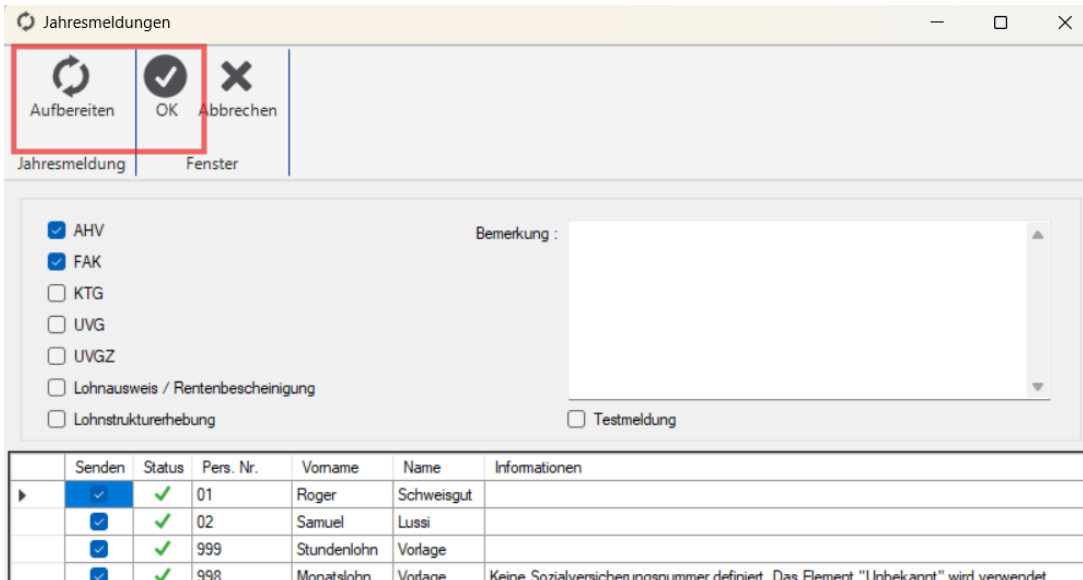 Jahresmeldungen
Aufbereiten OK Abbrechen
Jahresmeldung Fenster
AHV Bemerkung :
FAK
KTG
UVG
UVGZ
Lohnausweis / Rentenbescheinigung
Lohnstrukturerhebung Testmeldung
Senden Status Pers. Nr. Vorname Name Informationen
01 Roger Schweisgut
02 Samuel Lussi
999 Stundenlohn Vorlage
998 Monatslohn Vorlage Keine Sozialversicherungsnummer definiert. Das Element "Unbekannt" wird verwendet